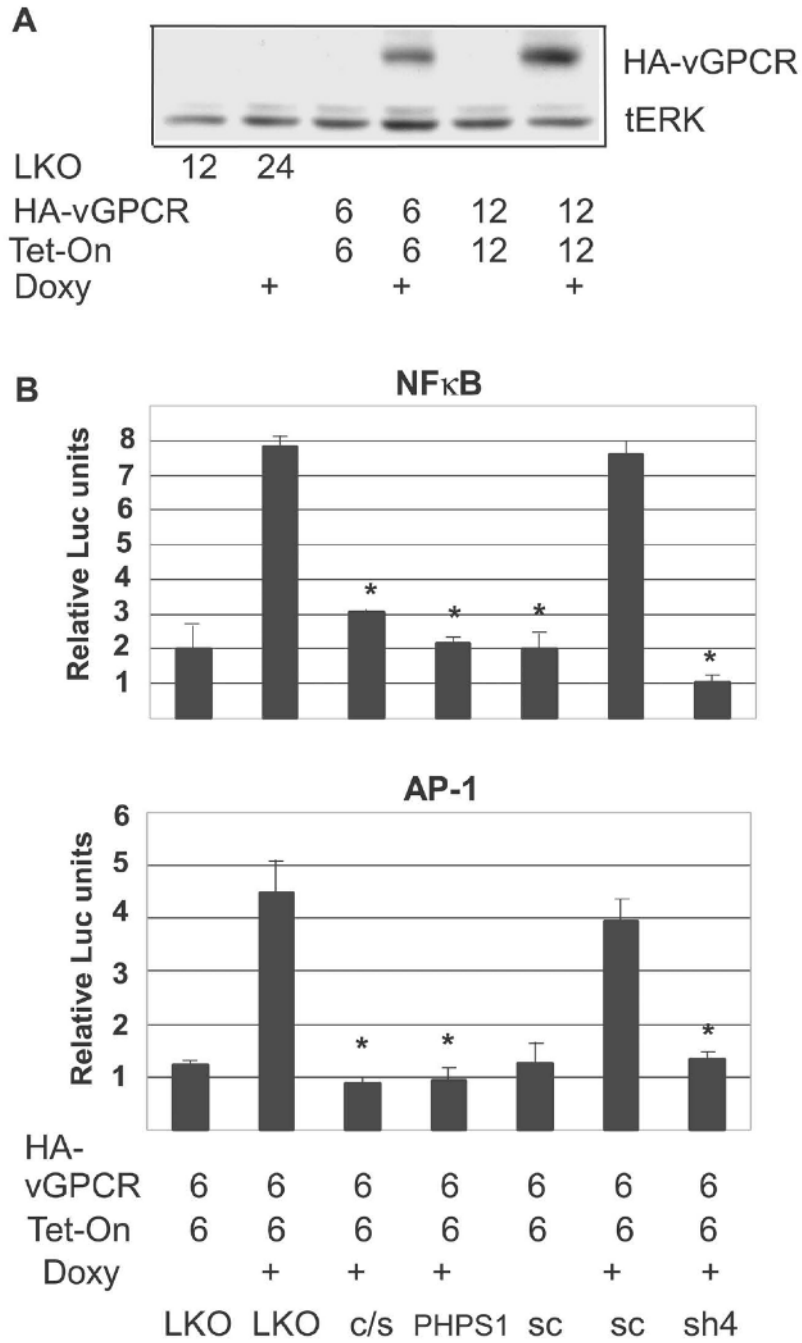 A
HA-vGPCR
tERK
LKO 12 24
HA-vGPCR 6 6 12 12
Tet-On 6 6 12 12
Doxy + + +
B
NFκB
Relative Luc units
8
7
6
5
4
3
2
1
* * * *
AP-1
Relative Luc units
6
5
4
3
2
1
* * *
HA-
vGPCR 6 6 6 6 6 6 6
Tet-On 6 6 6 6 6 6 6
Doxy + + + + +
LKO LKO c/s PHPS1 sc sc sh4